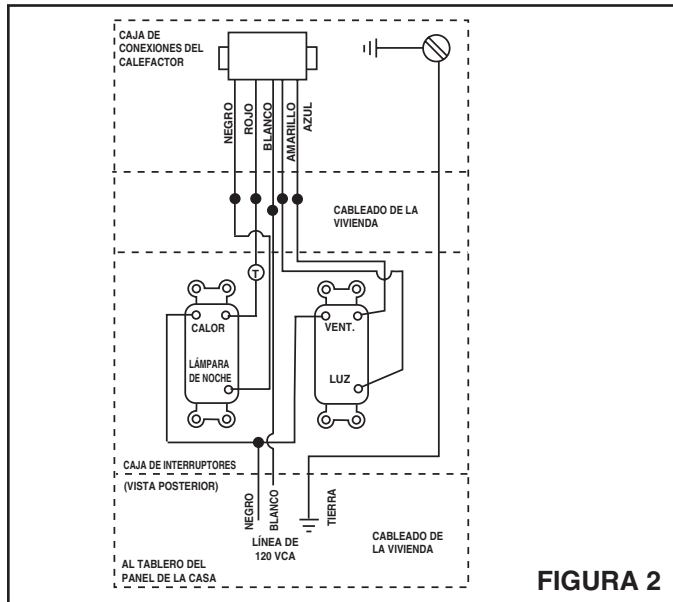 CAJA DE
CONEXIONES DEL
CALEFACTOR
NEGRO
ROJO
BLANCO
AMARILLO
AZUL
CABLEADO DE LA
VIVIENDA
T
CALOR
LÁMPARA
DE NOCHE
VENT.
LUZ
CAJA DE INTERRUPTORES
(VISTA POSTERIOR)
NEGRO
BLANCO
TIERRA
LÍNEA DE
120 VCA
CABLEADO DE
LA VIVIENDA
AL TABLERO DEL
PANEL DE LA CASA
FIGURA 2